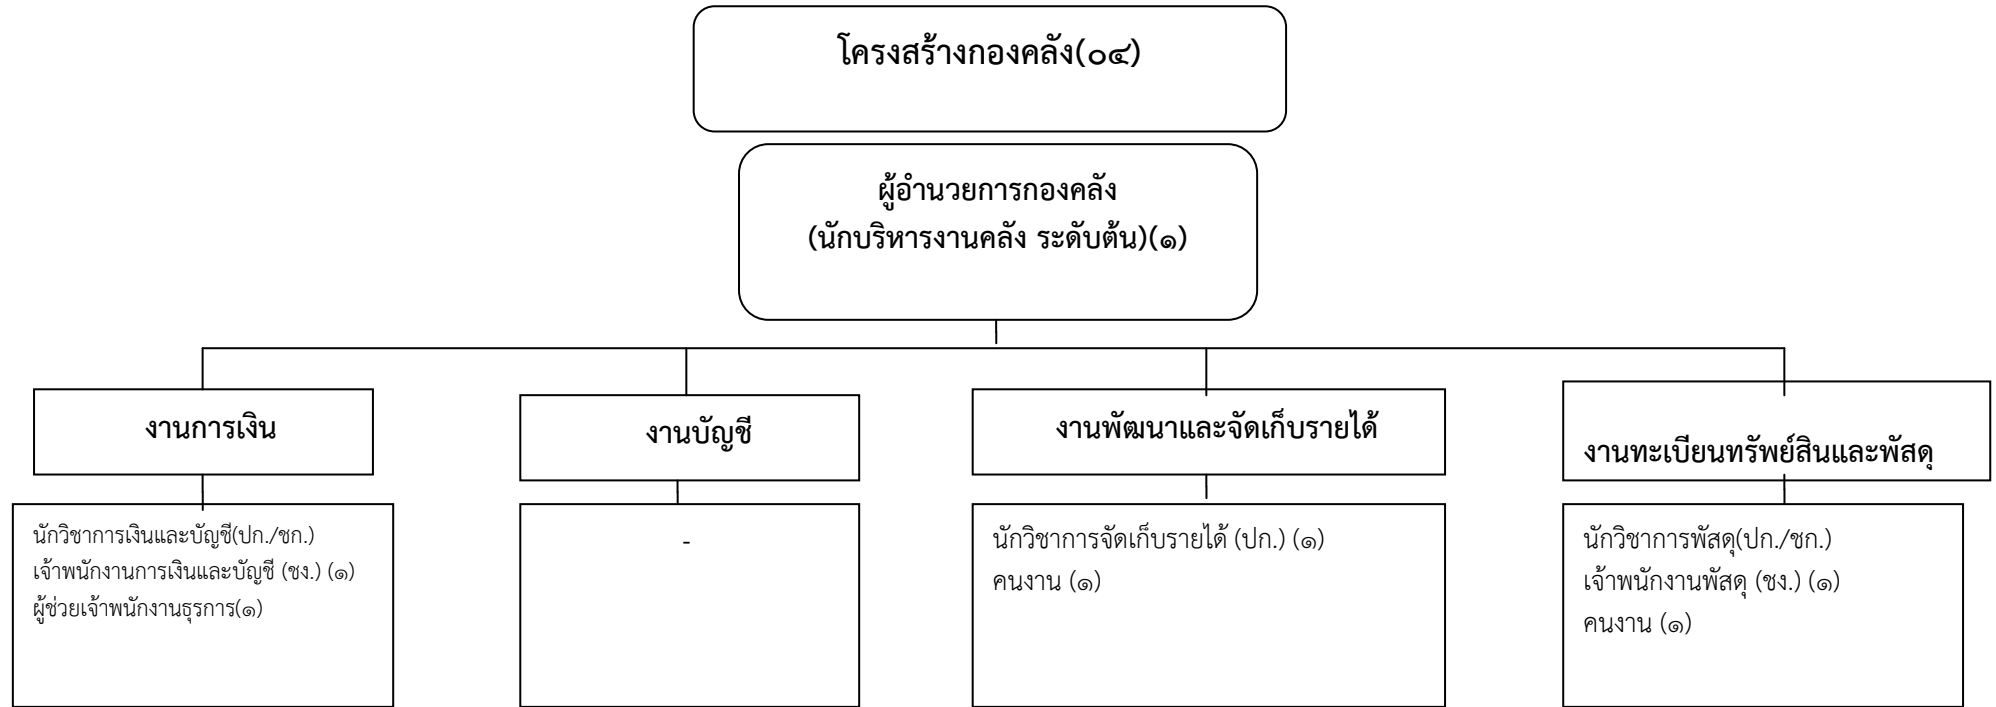 โครงสร้างกองคลัง(๐๔)
ผู้อำนวยการกองคลัง
(นักบริหารงานคลัง ระดับต้น)(๑)
งานการเงิน
นักวิชาการเงินและบัญชี(ปก./ชก.)
เจ้าพนักงานการเงินและบัญชี (ชง.) (๑)
ผู้ช่วยเจ้าพนักงานธุรการ(๑)
งานบัญชี
-
งานพัฒนาและจัดเก็บรายได้
นักวิชาการจัดเก็บรายได้ (ปก.) (๑)
คนงาน (๑)
งานทะเบียนทรัพย์สินและพัสดุ
นักวิชาการพัสดุ(ปก./ชก.)
เจ้าพนักงานพัสดุ (ชง.) (๑)
คนงาน (๑)